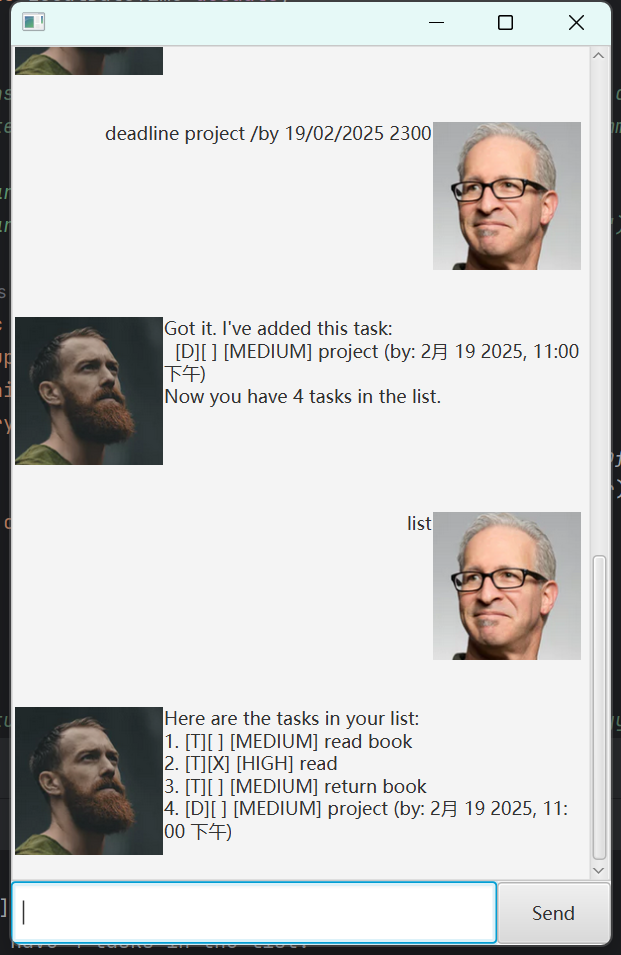 deadline project /by 19/02/2025 2300
Got it. I've added this task:
[D][ ] [MEDIUM] project (by: 2月 19 2025, 11:00
下午)
Now you have 4 tasks in the list.
list
Here are the tasks in your list:
1. [T][ ] [MEDIUM] read book
2. [T][X] [HIGH] read
3. [T][ ] [MEDIUM] return book
4. [D][ ] [MEDIUM] project (by: 2月 19 2025, 11:
00 下午)
Send